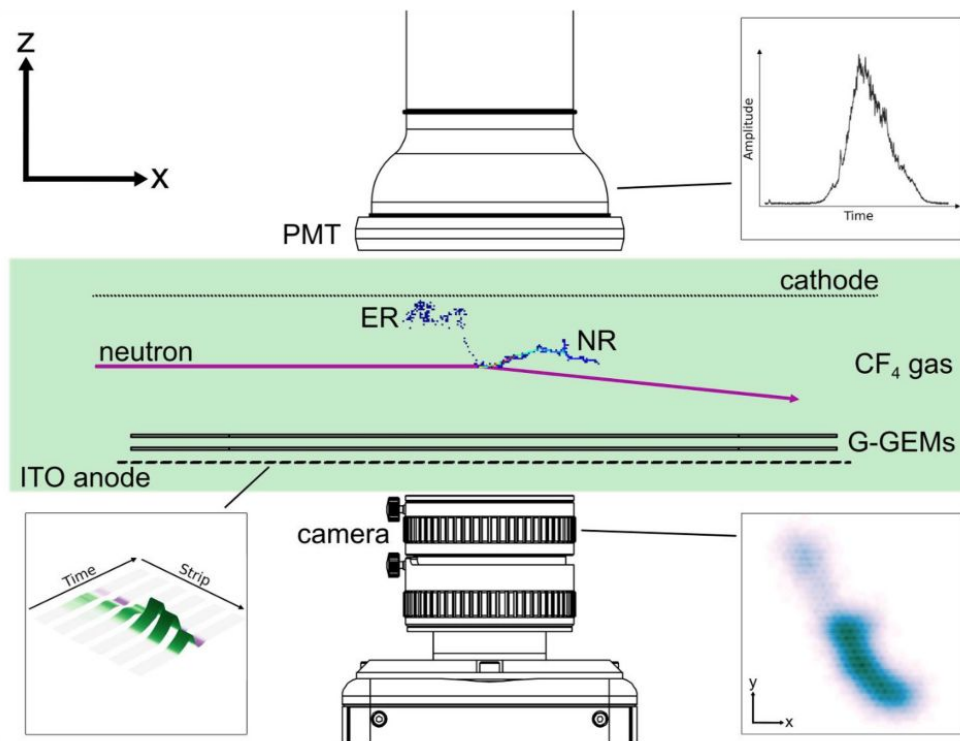 z
x
PMT
Amplitude
Time
cathode
ER
NR
neutron
CF₄ gas
G-GEMs
ITO anode
camera
Time
Strip
y
x